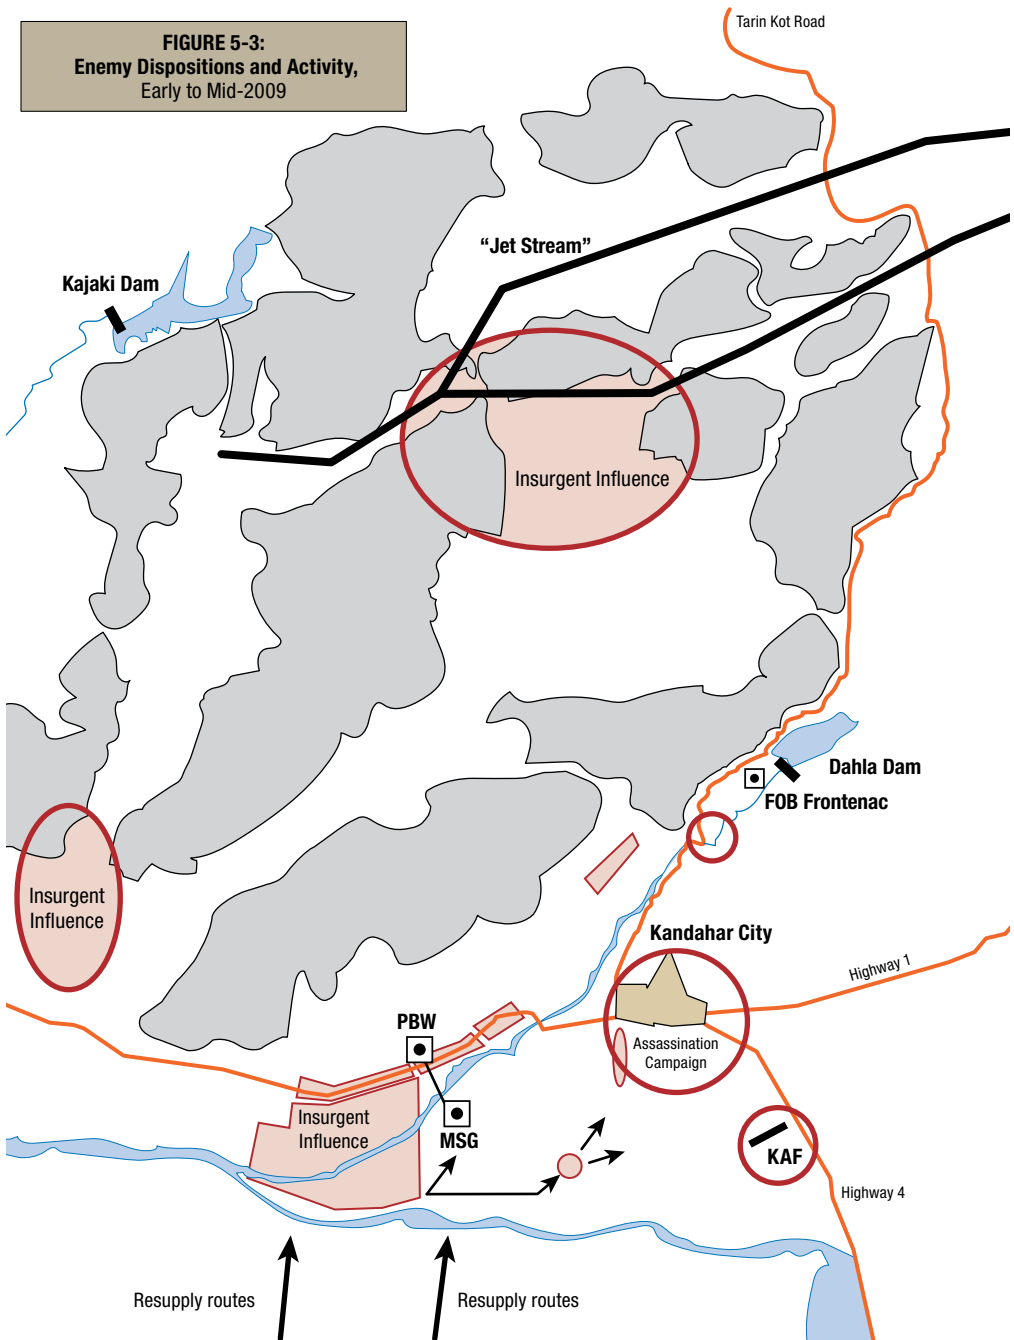 FIGURE 5-3:
Enemy Dispositions and Activity,
Early to Mid-2009
Tarin Kot Road
“Jet Stream”
Kajaki Dam
Insurgent Influence
Dahla Dam
FOB Frontenac
Insurgent
Influence
Kandahar City
Highway 1
PBW
Assassination
Campaign
Insurgent
Influence
MSG
KAF
Highway 4
Resupply routes
Resupply routes